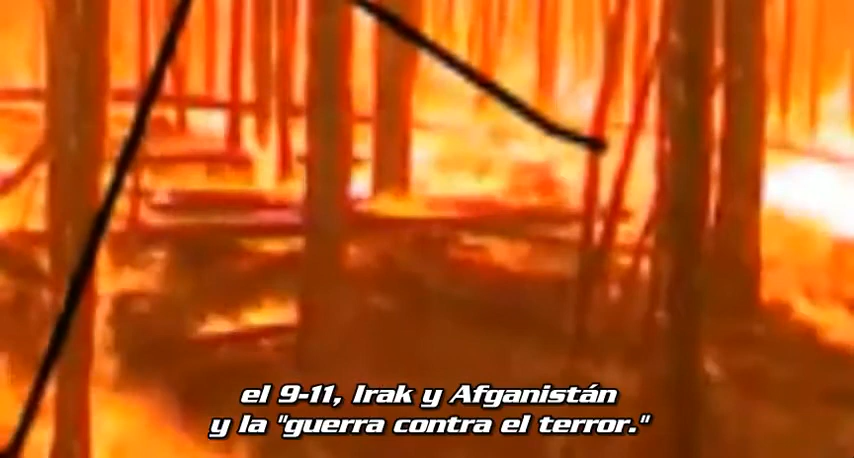 el 9-11, Irak y Afganistán
y la "guerra contra el terror."